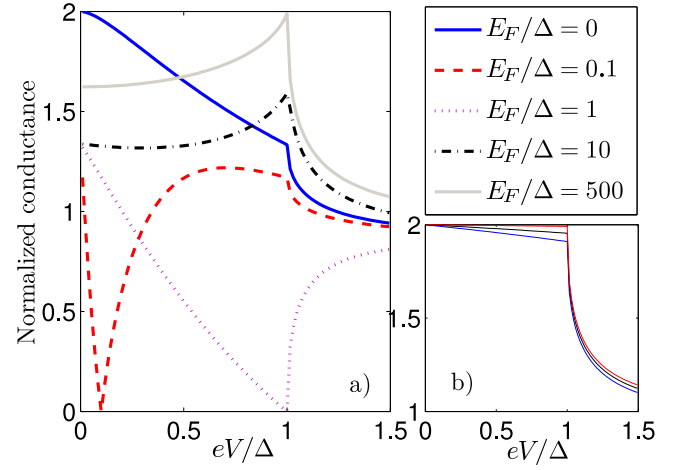 2
1.5
1
0.5
0
Normalized conductance
0
0.5
1
1.5
eV/Δ
a)
E_F/Δ = 0
E_F/Δ = 0.1
E_F/Δ = 1
E_F/Δ = 10
E_F/Δ = 500
2
1.5
1
0
0.5
1
1.5
eV/Δ
b)